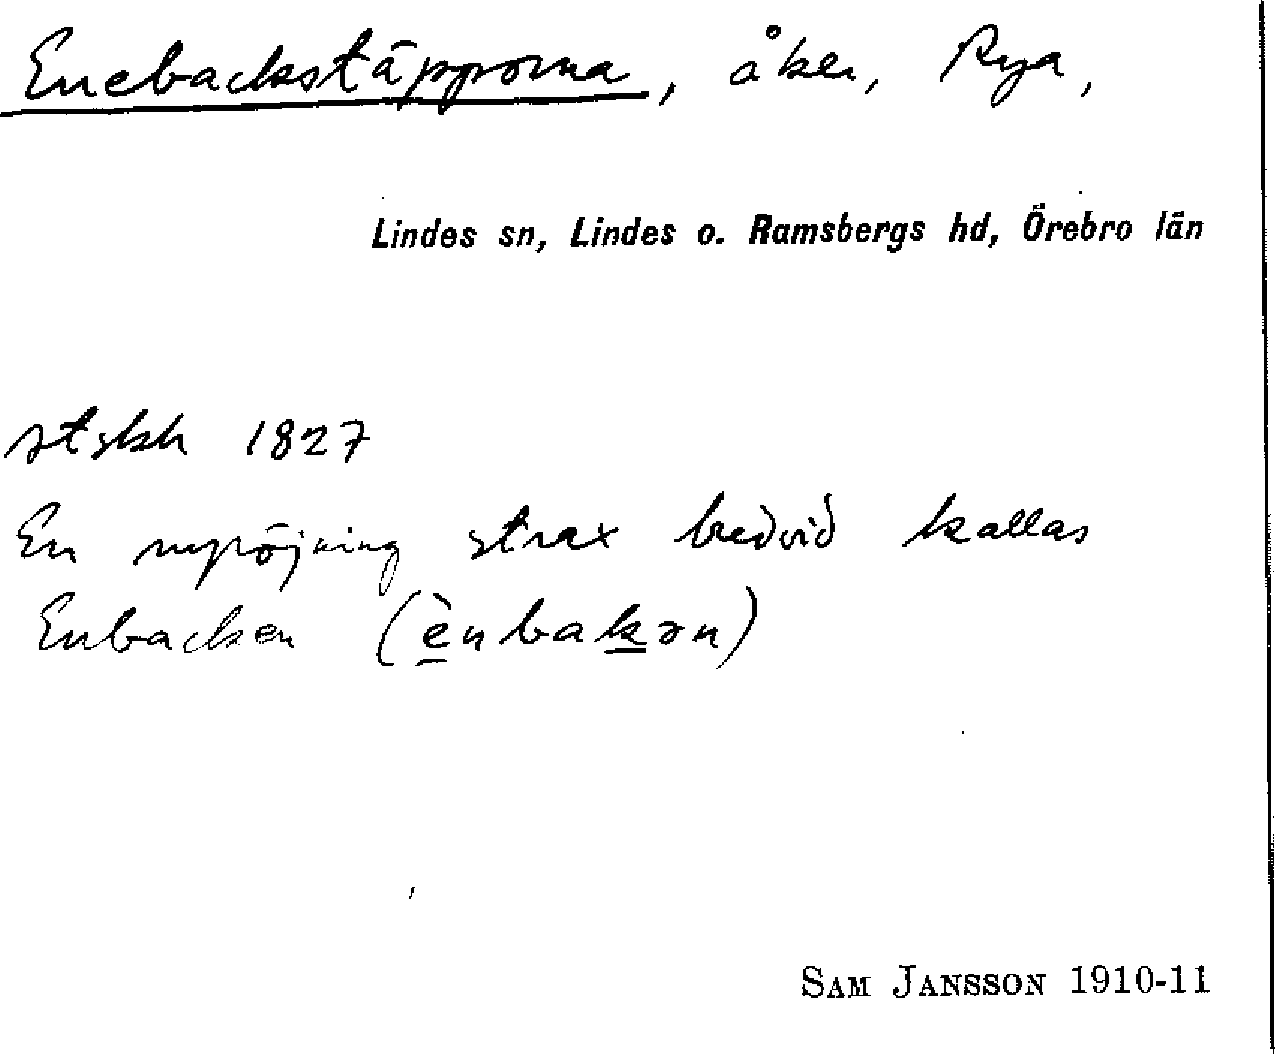 Enebackstäpporna, åker, Rya,
Lindes sn, Lindes o. Ramsbergs hd, Örebro län
stskh 1827
En nyröjning strax bredvid kallas
Enbacken (ènbakən)
SAM JANSSON 1910-11